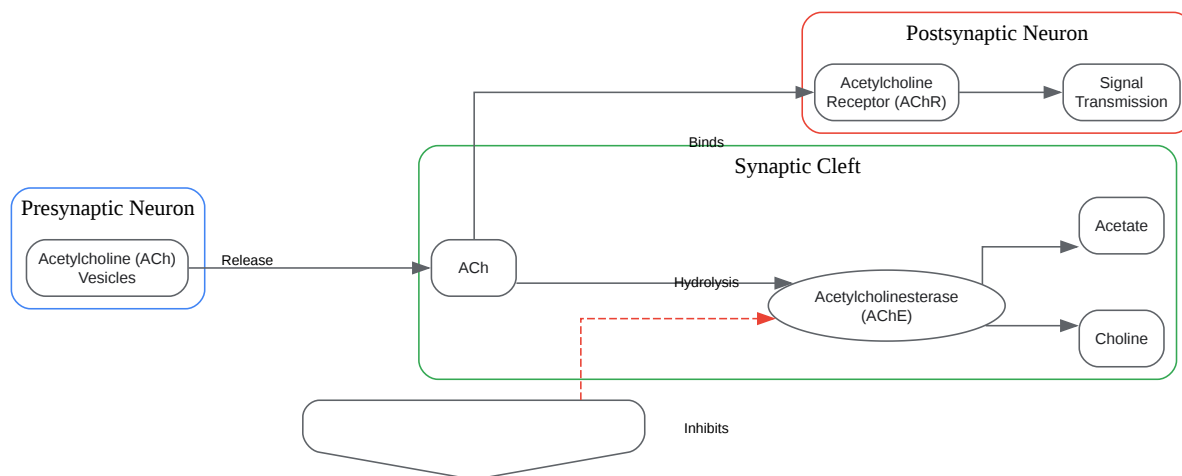 Postsynaptic Neuron
Acetylcholine
Receptor (AChR)
Signal
Transmission
Binds
Synaptic Cleft
Presynaptic Neuron
Acetylcholine (ACh)
Vesicles
Release
ACh
Hydrolysis
Acetylcholinesterase
(AChE)
Acetate
Choline
Inhibits